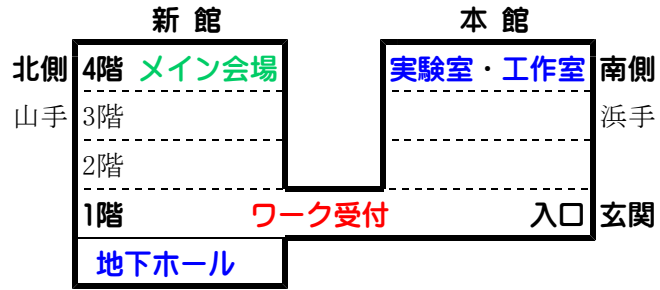 新館 本館
北側 4階 メイン会場 実験室・工作室 南側
山手 3階 浜手
2階
1階 ワーク受付 入口 玄関
地下ホール